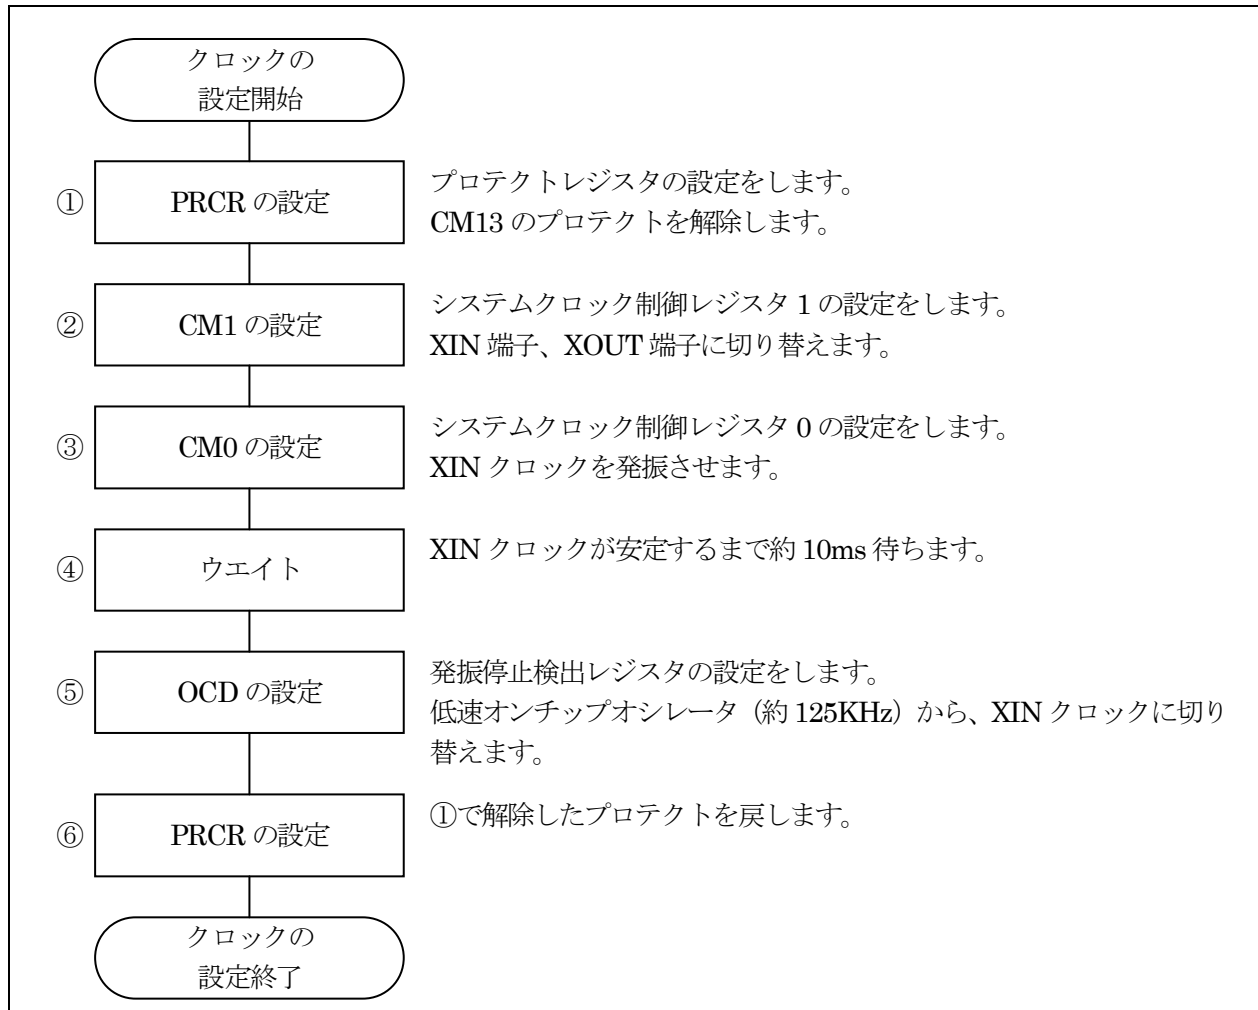 クロックの
設定開始
① PRCR の設定
プロテクトレジスタの設定をします。
CM13 のプロテクトを解除します。
② CM1 の設定
システムクロック制御レジスタ 1 の設定をします。
XIN 端子、XOUT 端子に切り替えます。
③ CM0 の設定
システムクロック制御レジスタ 0 の設定をします。
XIN クロックを発振させます。
④ ウエイト
XIN クロックが安定するまで約 10ms 待ちます。
⑤ OCD の設定
発振停止検出レジスタの設定をします。
低速オンチップオシレータ（約 125KHz）から、XIN クロックに切り
替えます。
⑥ PRCR の設定
①で解除したプロテクトを戻します。
クロックの
設定終了